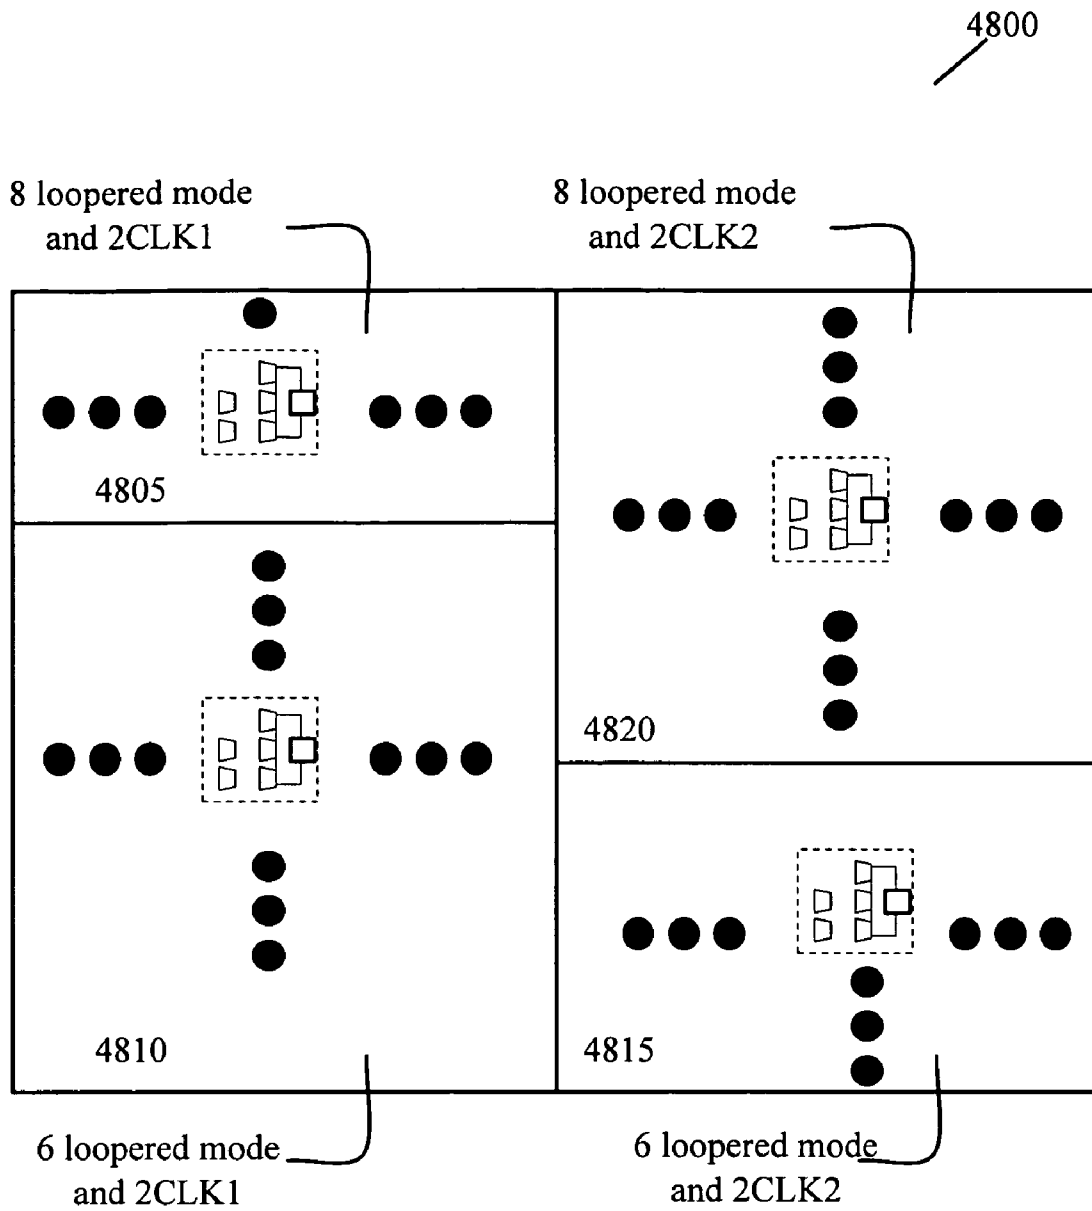 4800
8 loopered mode
and 2CLK1
8 loopered mode
and 2CLK2
4805
4820
4810
4815
6 loopered mode
and 2CLK1
6 loopered mode
and 2CLK2